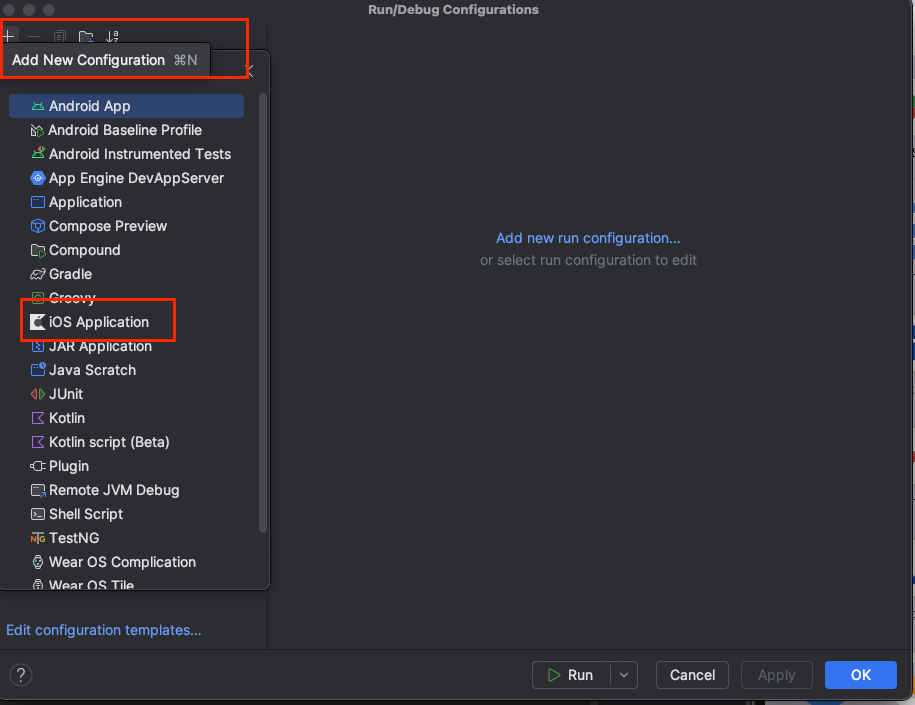 Run/Debug Configurations
Add New Configuration ⌘N
Android App
Android Baseline Profile
Android Instrumented Tests
App Engine DevAppServer
Application
Compose Preview
Compound
Gradle
Groovy
iOS Application
JAR Application
Java Scratch
JUnit
Kotlin
Kotlin script (Beta)
Plugin
Remote JVM Debug
Shell Script
TestNG
Wear OS Complication
Wear OS Tile
Add new run configuration...
or select run configuration to edit
Edit configuration templates...
? Run Cancel Apply OK